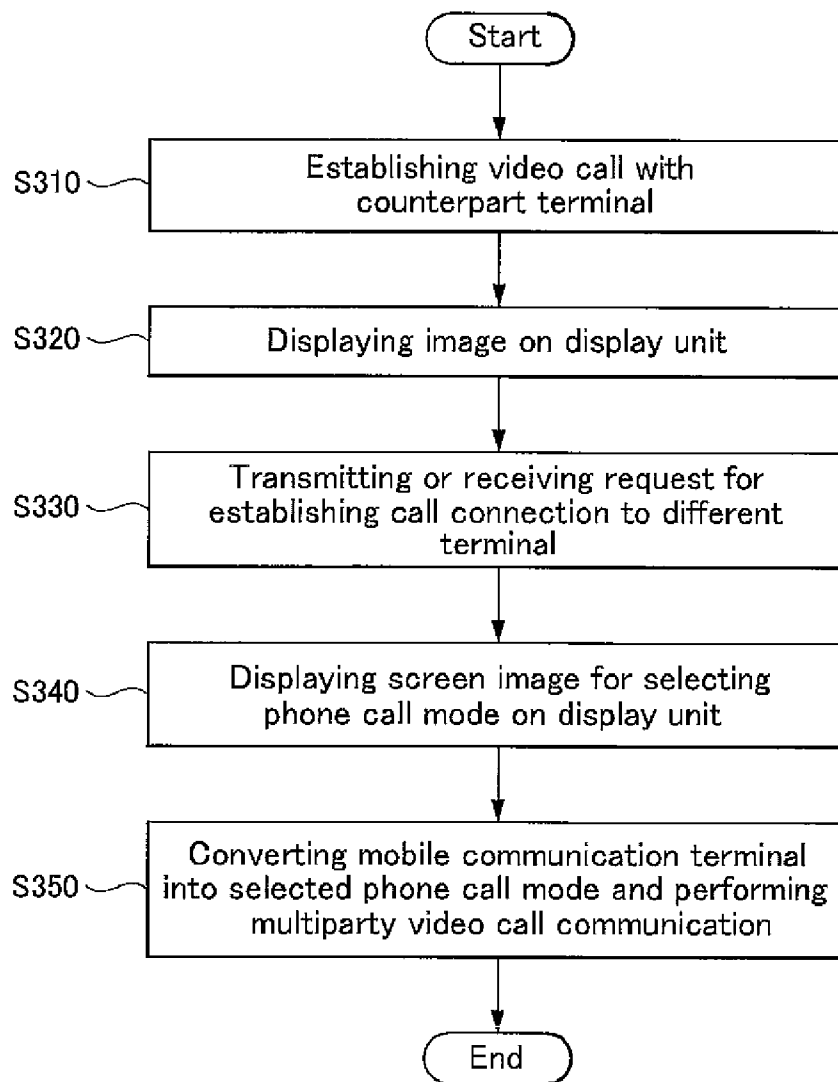 Start
S310
Establishing video call with
counterpart terminal
S320
Displaying image on display unit
S330
Transmitting or receiving request for
establishing call connection to different
terminal
S340
Displaying screen image for selecting
phone call mode on display unit
S350
Converting mobile communication terminal
into selected phone call mode and performing
multiparty video call communication
End